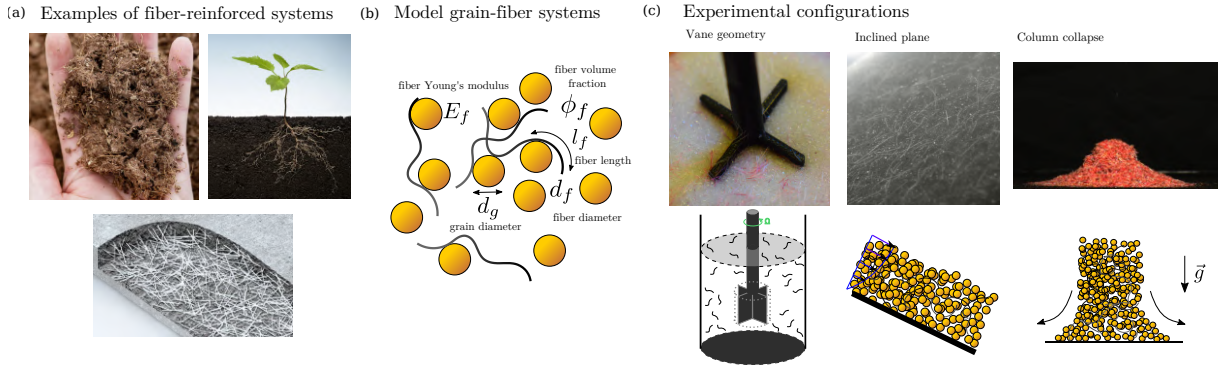 (a) Examples of fiber-reinforced systems
(b) Model grain-fiber systems
fiber Young's modulus
E_f
fiber volume
fraction
ϕ_f
l_f
fiber length
d_f
fiber diameter
d_g
grain diameter
(c) Experimental configurations
Vane geometry
Inclined plane
Column collapse
g⃗